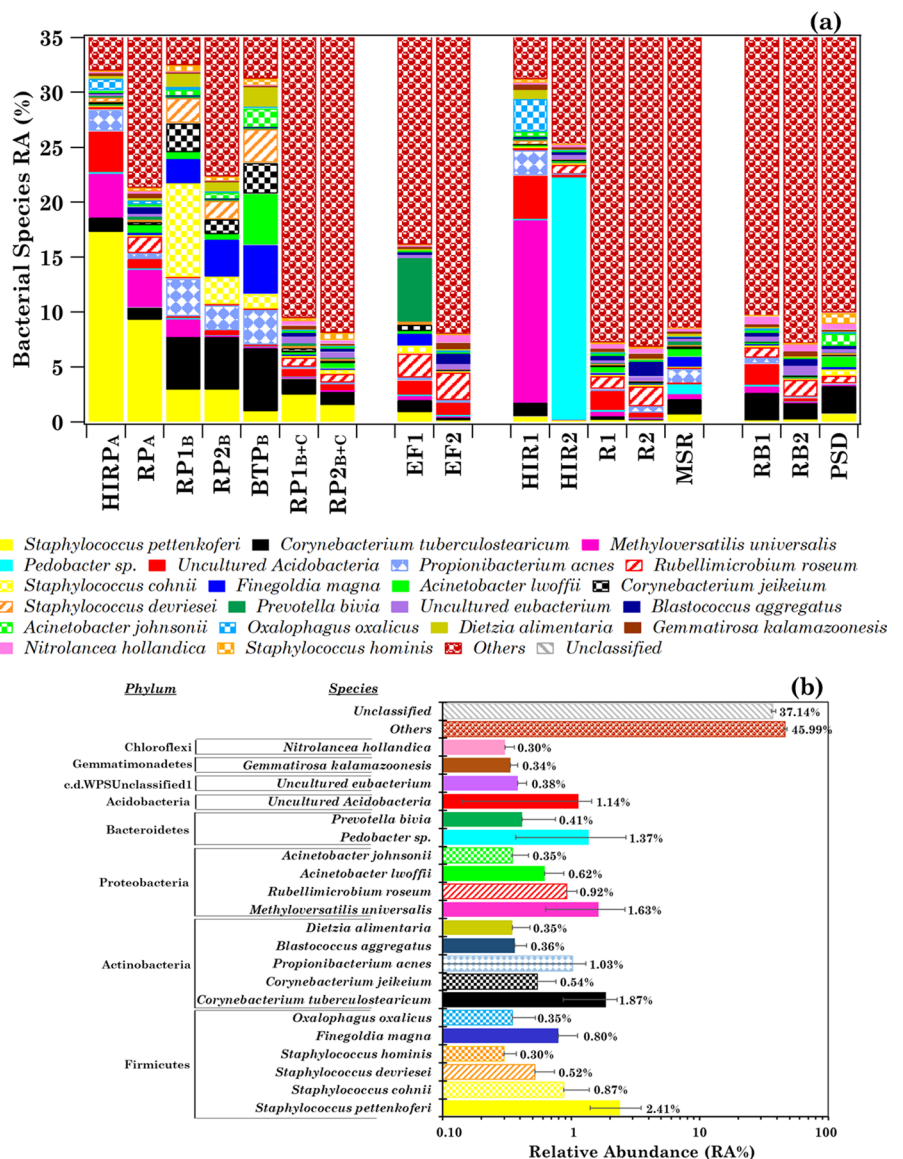 (a)
Bacterial Species RA (%)
35
30
25
20
15
10
5
0
HIRPA RPA RP1B RP2B BTPB RP1B+C RP2B+C EF1 EF2 HIR1 HIR2 R1 R2 MSR RB1 RB2 PSD
Staphylococcus pettenkoferi Corynebacterium tuberculostearicum Methyloversatilis universalis
Pedobacter sp. Uncultured Acidobacteria Propionibacterium acnes Rubellimicrobium roseum
Staphylococcus cohnii Finegoldia magna Acinetobacter lwoffii Corynebacterium jeikeium
Staphylococcus devriesei Prevotella bivia Uncultured eubacterium Blastococcus aggregatus
Acinetobacter johnsonii Oxalophagus oxalicus Dietzia alimentaria Gemmatirosa kalamazoonesis
Nitrolancea hollandica Staphylococcus hominis Others Unclassified
(b)
Phylum Species
Unclassified 37.14%
Others 45.99%
Chloroflexi Nitrolancea hollandica 0.30%
Gemmatimonadetes Gemmatirosa kalamazoonesis 0.34%
c.d.WPSUnclassified1 Uncultured eubacterium 0.38%
Acidobacteria Uncultured Acidobacteria 1.14%
Bacteroidetes
Prevotella bivia 0.41%
Pedobacter sp. 1.37%
Proteobacteria
Acinetobacter johnsonii 0.35%
Acinetobacter lwoffii 0.62%
Rubellimicrobium roseum 0.92%
Methyloversatilis universalis 1.63%
Actinobacteria
Dietzia alimentaria 0.35%
Blastococcus aggregatus 0.36%
Propionibacterium acnes 1.03%
Corynebacterium jeikeium 0.54%
Corynebacterium tuberculostearicum 1.87%
Firmicutes
Oxalophagus oxalicus 0.35%
Finegoldia magna 0.80%
Staphylococcus hominis 0.30%
Staphylococcus devriesei 0.52%
Staphylococcus cohnii 0.87%
Staphylococcus pettenkoferi 2.41%
0.10 1 10 100
Relative Abundance (RA%)